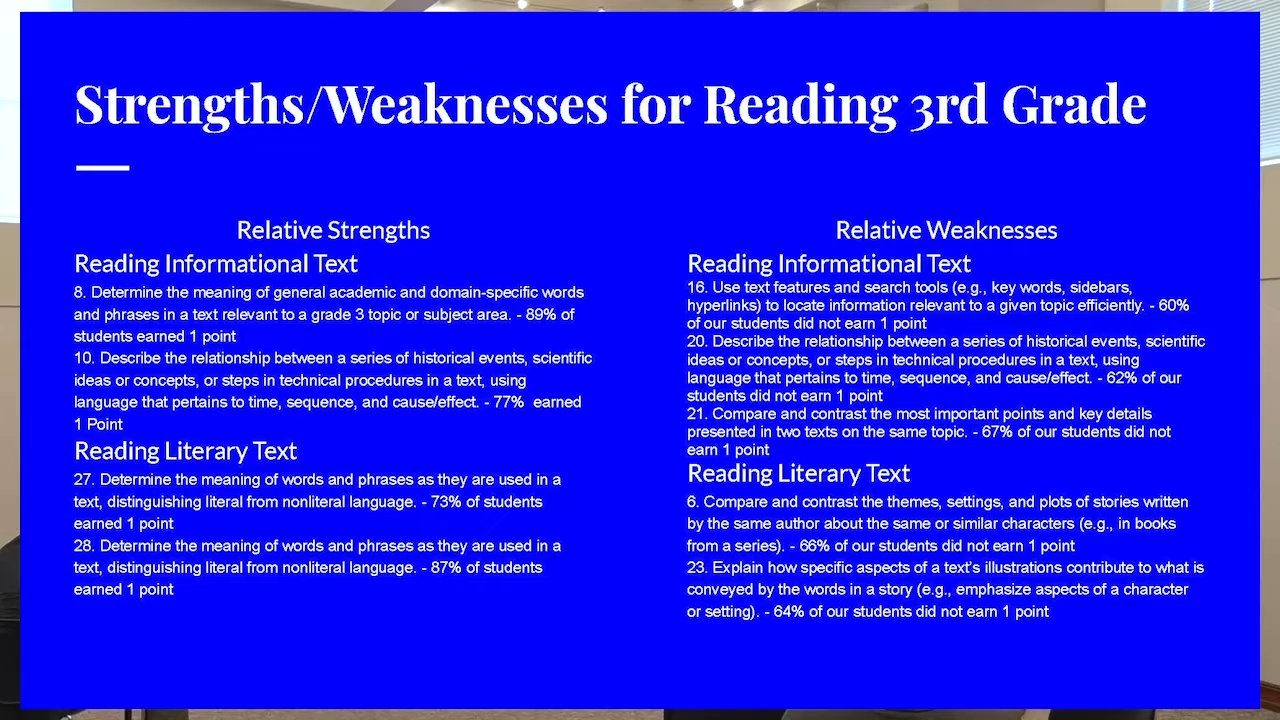 Strengths/Weaknesses for Reading 3rd Grade
Relative Strengths
Reading Informational Text
8. Determine the meaning of general academic and domain-specific words
and phrases in a text relevant to a grade 3 topic or subject area. - 89% of
students earned 1 point
10. Describe the relationship between a series of historical events, scientific
ideas or concepts, or steps in technical procedures in a text, using
language that pertains to time, sequence, and cause/effect. - 77% earned
1 Point
Reading Literary Text
27. Determine the meaning of words and phrases as they are used in a
text, distinguishing literal from nonliteral language. - 73% of students
earned 1 point
28. Determine the meaning of words and phrases as they are used in a
text, distinguishing literal from nonliteral language. - 87% of students
earned 1 point
Relative Weaknesses
Reading Informational Text
16. Use text features and search tools (e.g., key words, sidebars,
hyperlinks) to locate information relevant to a given topic efficiently. - 60%
of our students did not earn 1 point
20. Describe the relationship between a series of historical events, scientific
ideas or concepts, or steps in technical procedures in a text, using
language that pertains to time, sequence, and cause/effect. - 62% of our
students did not earn 1 point
21. Compare and contrast the most important points and key details
presented in two texts on the same topic. - 67% of our students did not
earn 1 point
Reading Literary Text
6. Compare and contrast the themes, settings, and plots of stories written
by the same author about the same or similar characters (e.g., in books
from a series). - 66% of our students did not earn 1 point
23. Explain how specific aspects of a text's illustrations contribute to what is
conveyed by the words in a story (e.g., emphasize aspects of a character
or setting). - 64% of our students did not earn 1 point